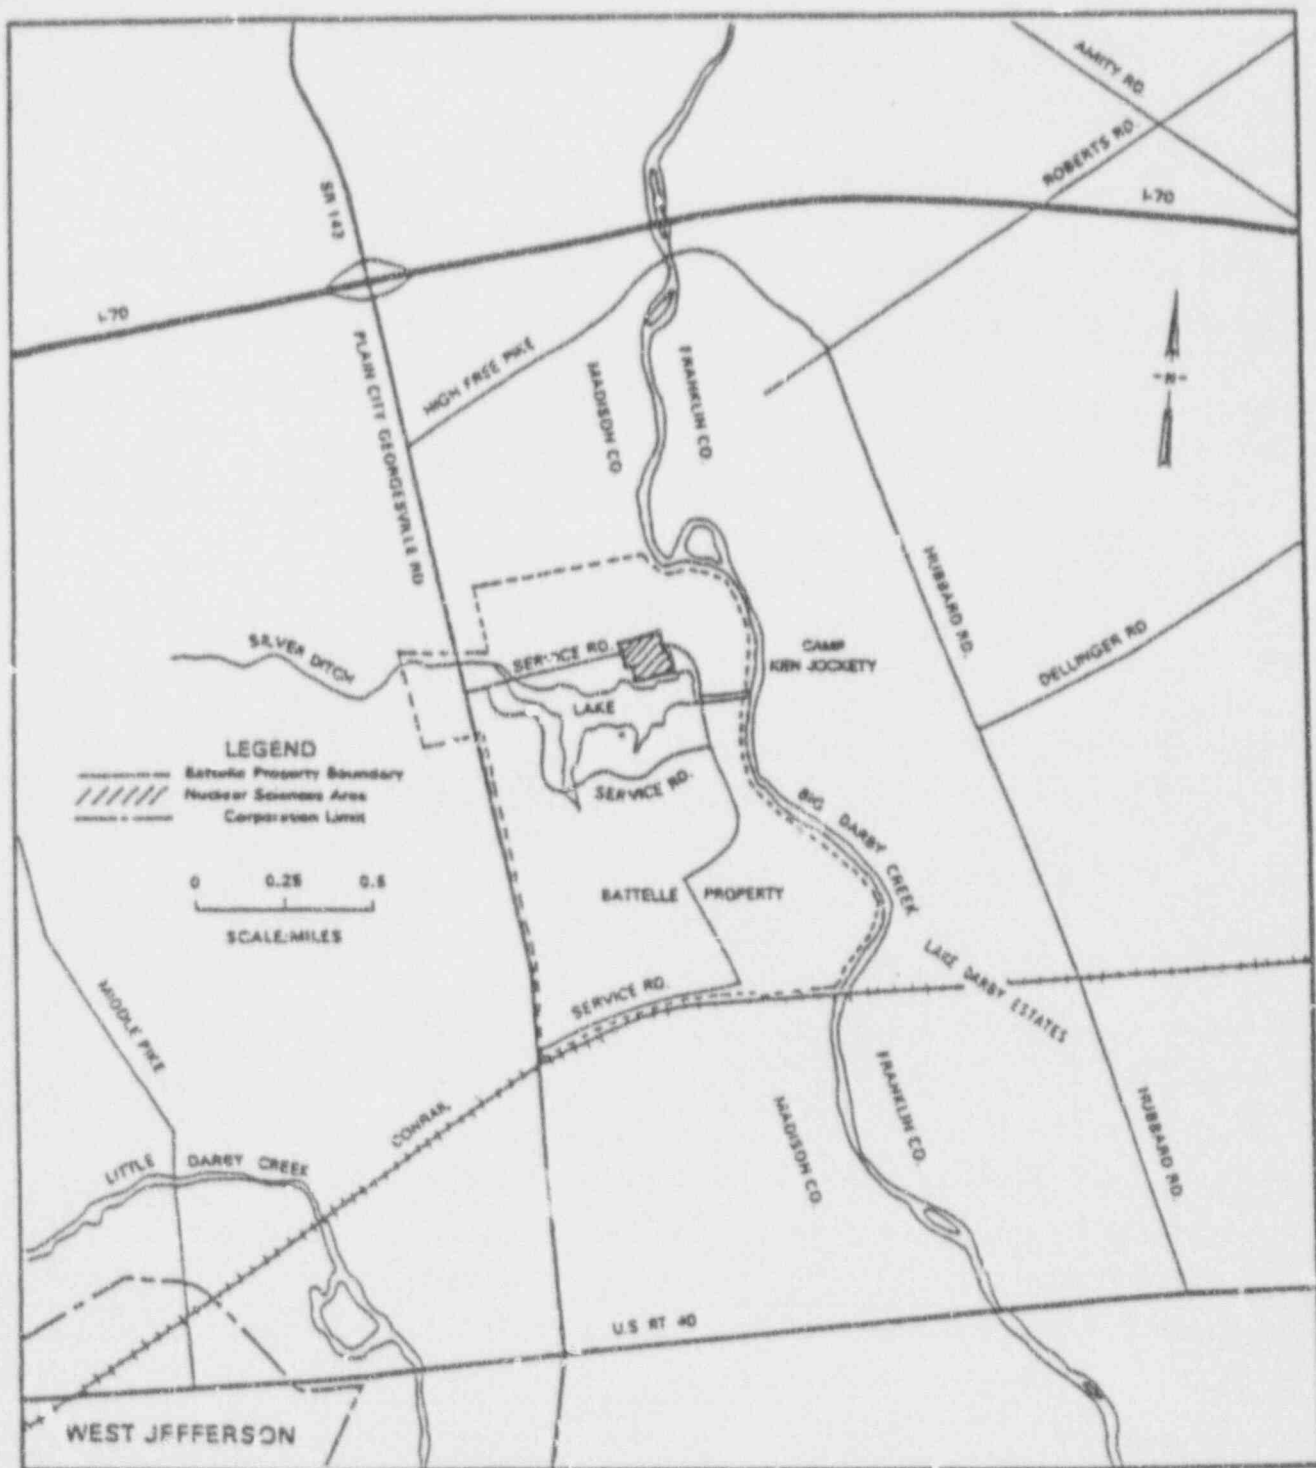 AMITY RD.
ROBERTS RD.
I-70
SR 142
I-70
PLAIN CITY GEORGESVILLE RD
HIGH FREE PIKE
MADISON CO.
FRANKLIN CO.
N
HUBBARD RD.
DELLINGER RD
SILVER DITCH
SERVICE RD.
CAMP
KEN JOCKETY
LAKE
LEGEND
Battelle Property Boundary
Nuclear Sciences Area
Corporation Limit
SERVICE RD.
BIG DARBY CREEK
0 0.25 0.5
SCALE:MILES
BATTELLE PROPERTY
LAKE DARBY ESTATES
MIDDLE PIKE
SERVICE RD.
CONRAIL
FRANKLIN CO.
MADISON CO.
HUBBARD RD.
LITTLE DARBY CREEK
U.S RT 40
WEST JEFFERSON